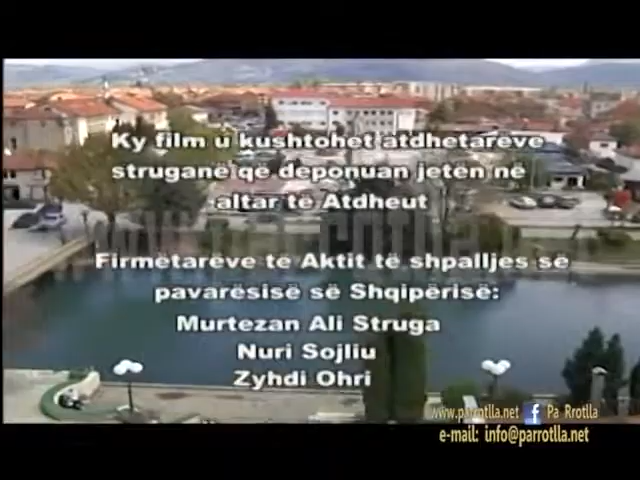 Ky film u kushtohet atdhetarëve
struganë që deponuan jetën në
altar të Atdheut
Firmëtarëve të Aktit të shpalljes së
pavarësisë së Shqipërisë:
Murtezan Ali Struga
Nuri Sojliu
Zyhdi Ohri
www.parrotlla.net f Pa Rrotlla
e-mail: info@parrotlla.net